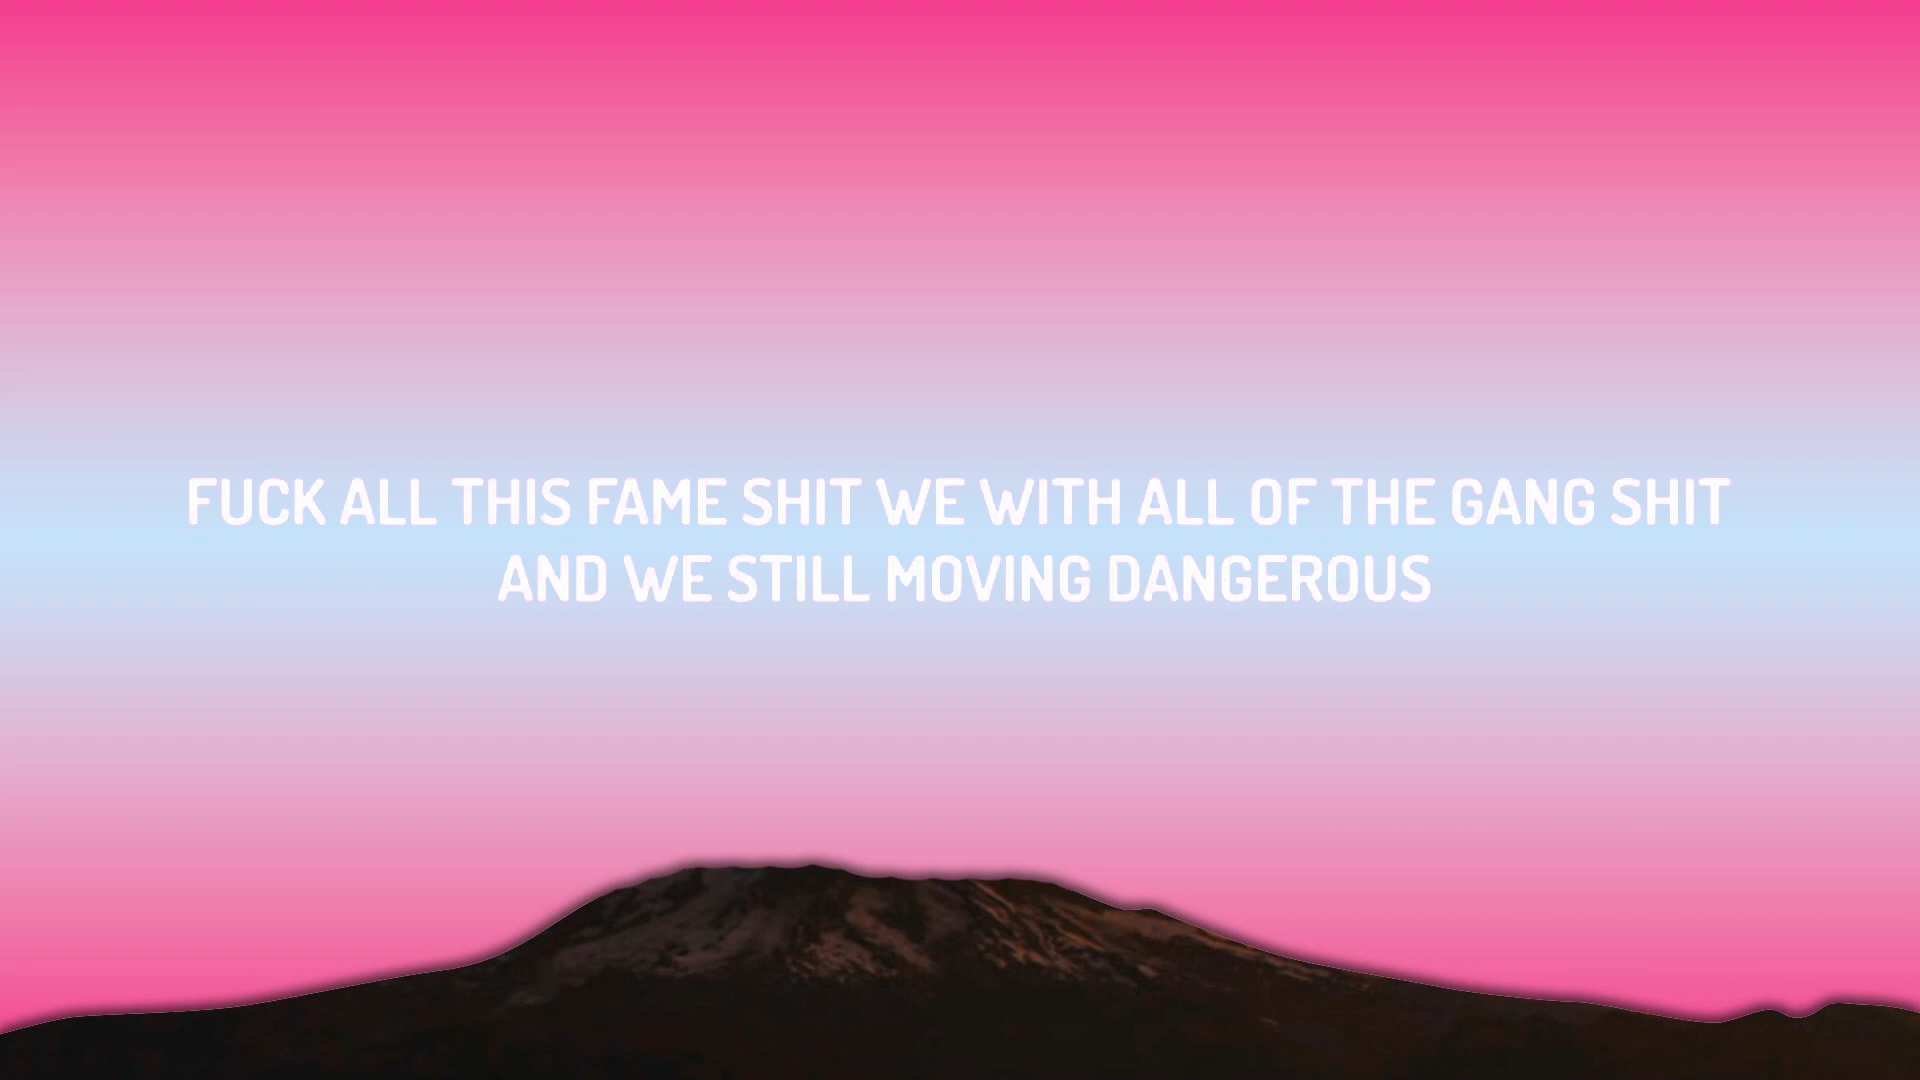 FUCK ALL THIS FAME SHIT WE WITH ALL OF THE GANG SHIT
AND WE STILL MOVING DANGEROUS